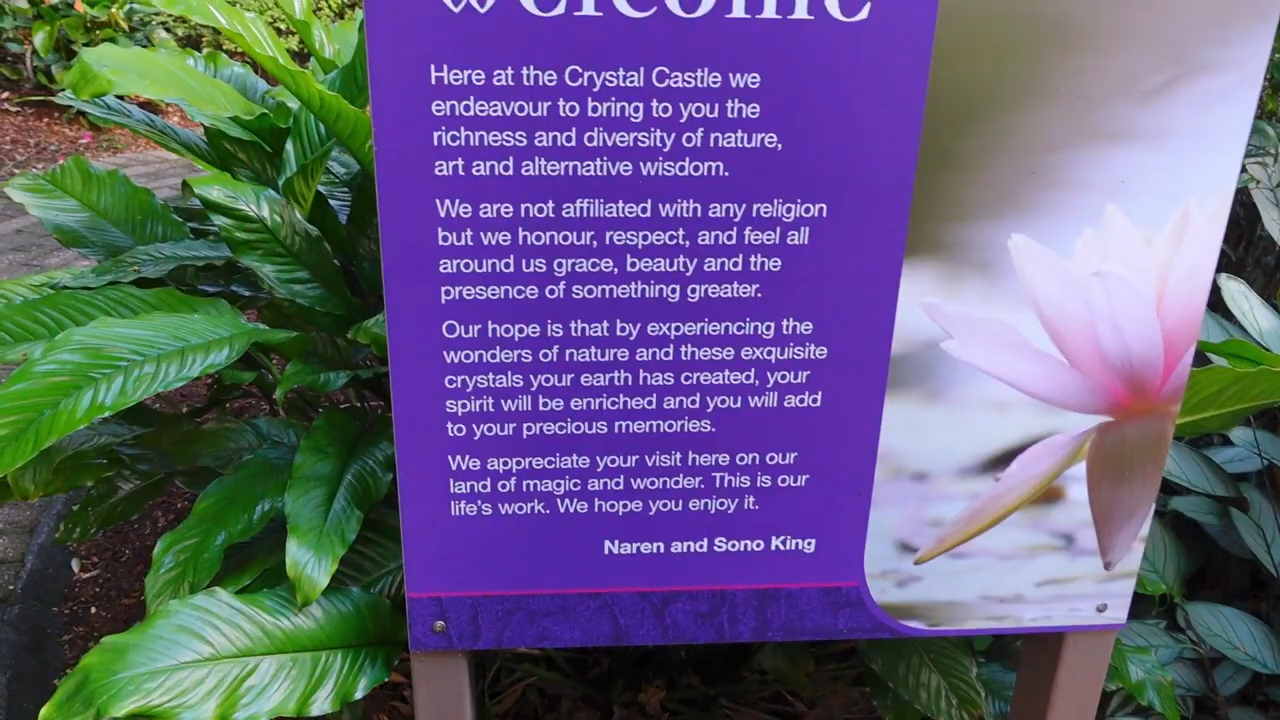 Welcome
Here at the Crystal Castle we
endeavour to bring to you the
richness and diversity of nature,
art and alternative wisdom.
We are not affiliated with any religion
but we honour, respect, and feel all
around us grace, beauty and the
presence of something greater.
Our hope is that by experiencing the
wonders of nature and these exquisite
crystals your earth has created, your
spirit will be enriched and you will add
to your precious memories.
We appreciate your visit here on our
land of magic and wonder. This is our
life's work. We hope you enjoy it.
Naren and Sono King